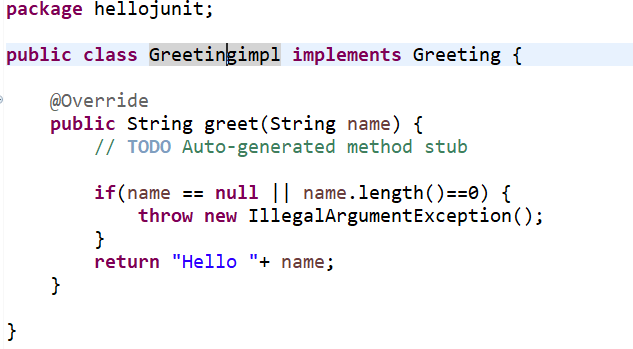 package hellojunit;
public class Greetingimpl implements Greeting {
@Override
public String greet(String name) {
// TODO Auto-generated method stub
if(name == null || name.length()==0) {
throw new IllegalArgumentException();
}
return "Hello "+ name;
}
}